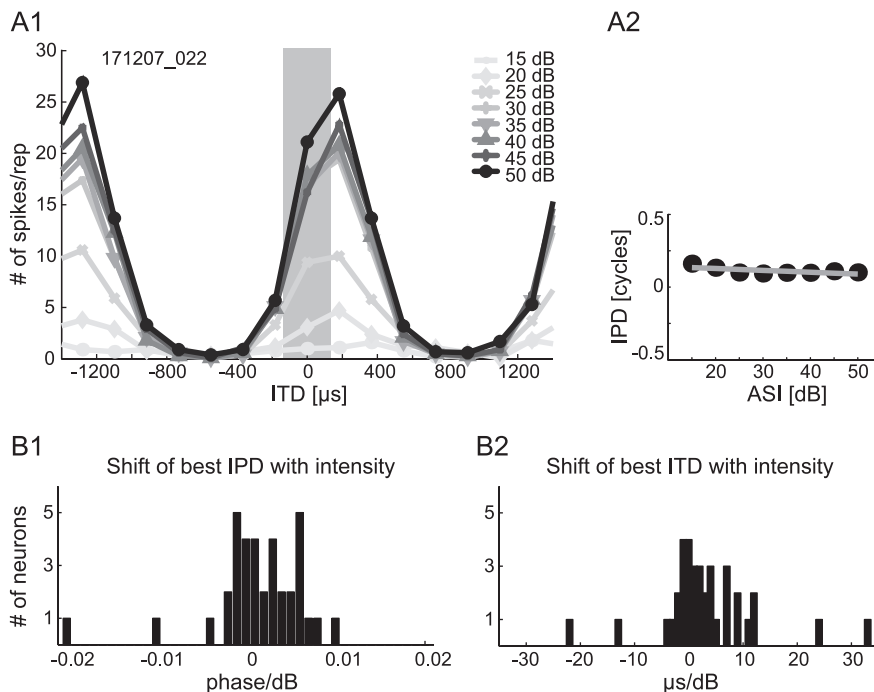 A1
A2
171207_022
30
25
20
15
10
5
0
# of spikes/rep
-1200
-800
-400
0
400
800
1200
ITD [µs]
15 dB
20 dB
25 dB
30 dB
35 dB
40 dB
45 dB
50 dB
0.5
0
-0.5
IPD [cycles]
20
30
40
50
ASI [dB]
B1
Shift of best IPD with intensity
5
3
1
# of neurons
-0.02
-0.01
0
0.01
0.02
phase/dB
B2
Shift of best ITD with intensity
5
3
1
-30
-20
-10
0
10
20
30
µs/dB